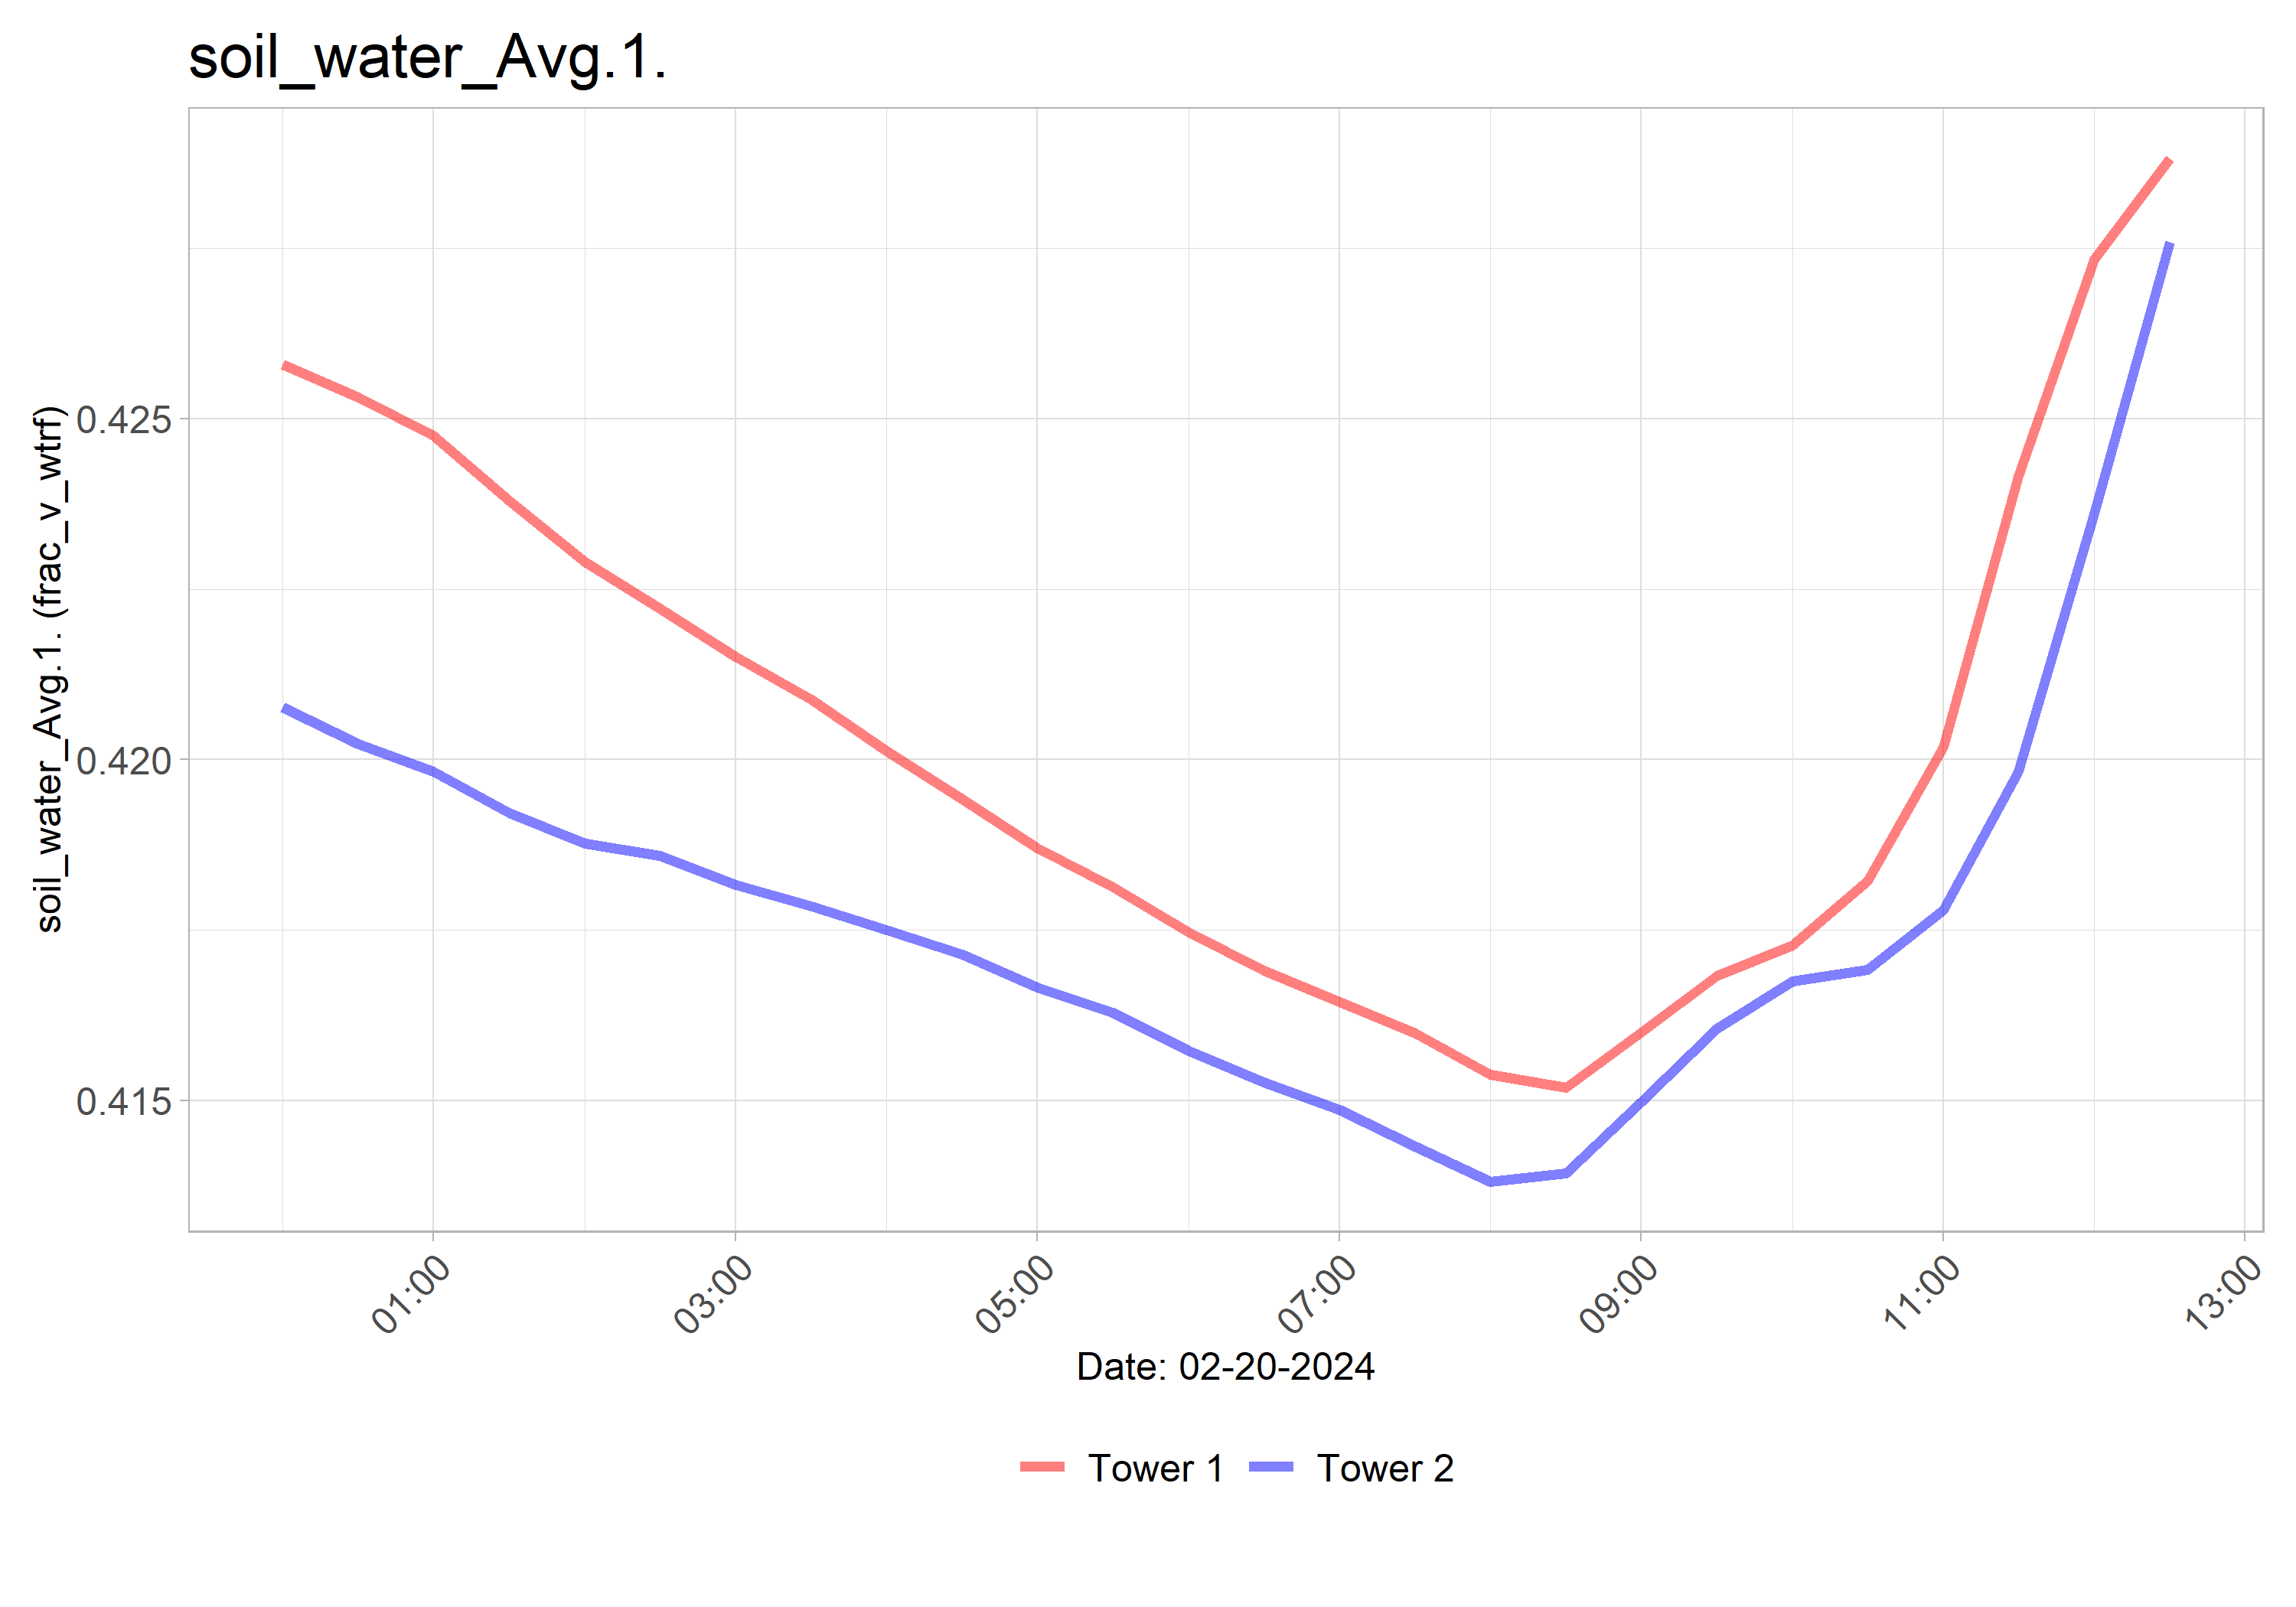 soil_water_Avg.1.
soil_water_Avg.1. (frac_v_wtrf)
0.425
0.420
0.415
01:00
03:00
05:00
07:00
09:00
11:00
13:00
Date: 02-20-2024
Tower 1
Tower 2